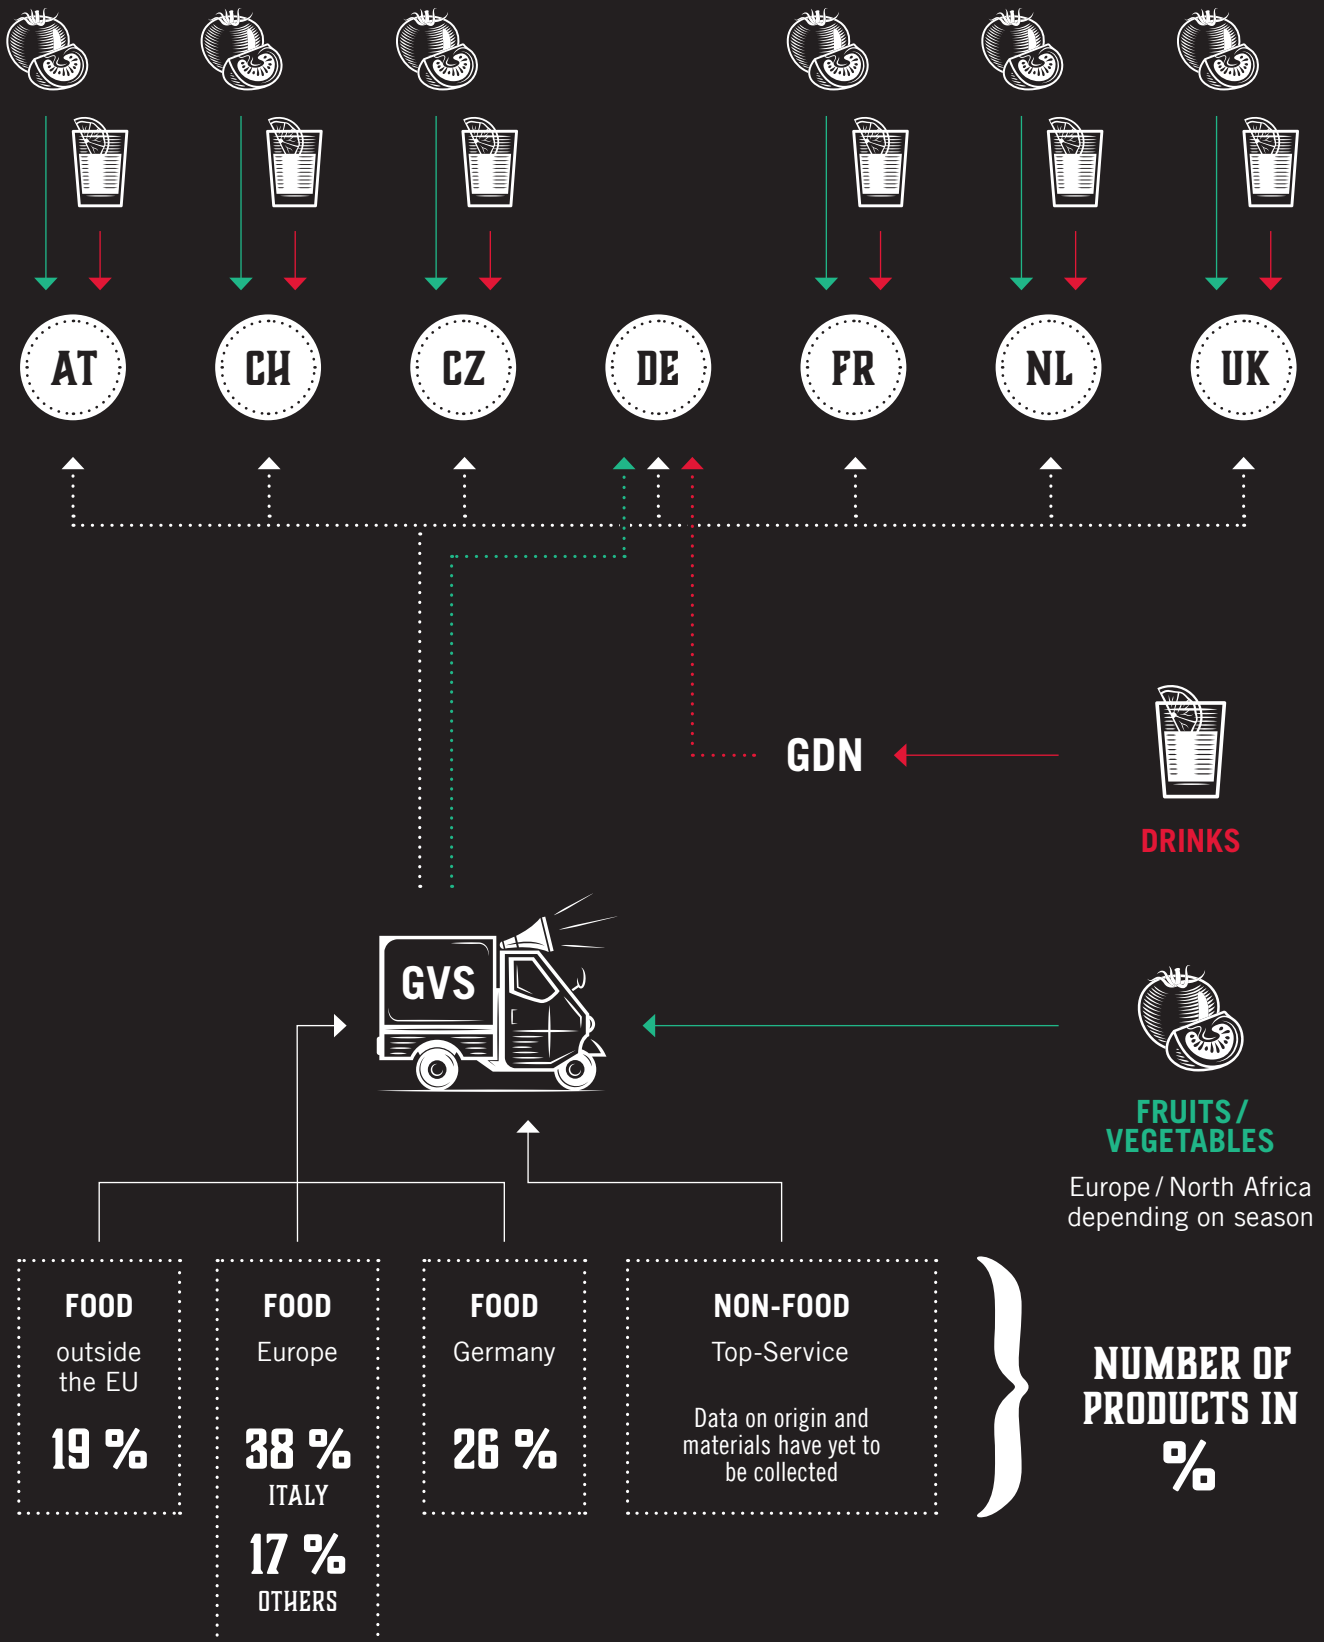 AT
CH
CZ
DE
FR
NL
UK
GDN
DRINKS
GVS
FRUITS /
VEGETABLES
Europe / North Africa
depending on season
FOOD
outside
the EU
19 %
FOOD
Europe
38 %
ITALY
17 %
OTHERS
FOOD
Germany
26 %
NON-FOOD
Top-Service
Data on origin and
materials have yet to
be collected
NUMBER OF
PRODUCTS IN
%